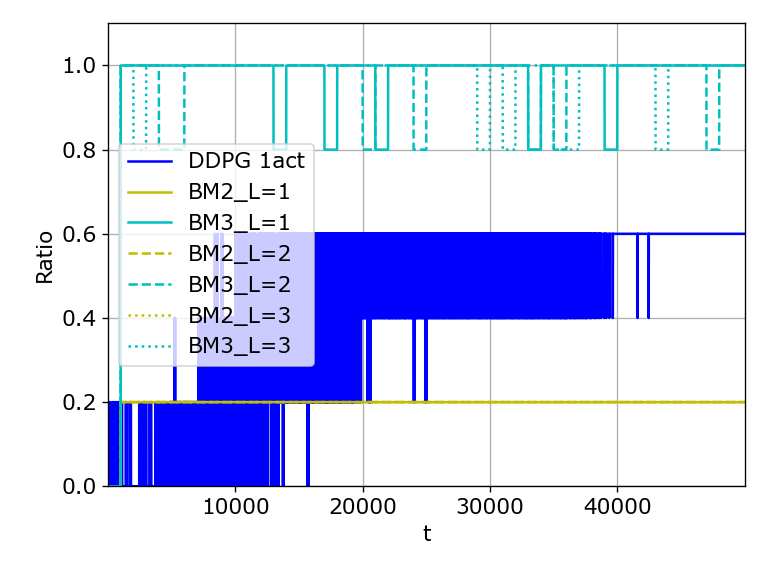 1.0
0.8
0.6
0.4
0.2
0.0
Ratio
DDPG 1act
BM2_L=1
BM3_L=1
BM2_L=2
BM3_L=2
BM2_L=3
BM3_L=3
10000 20000 30000 40000
t